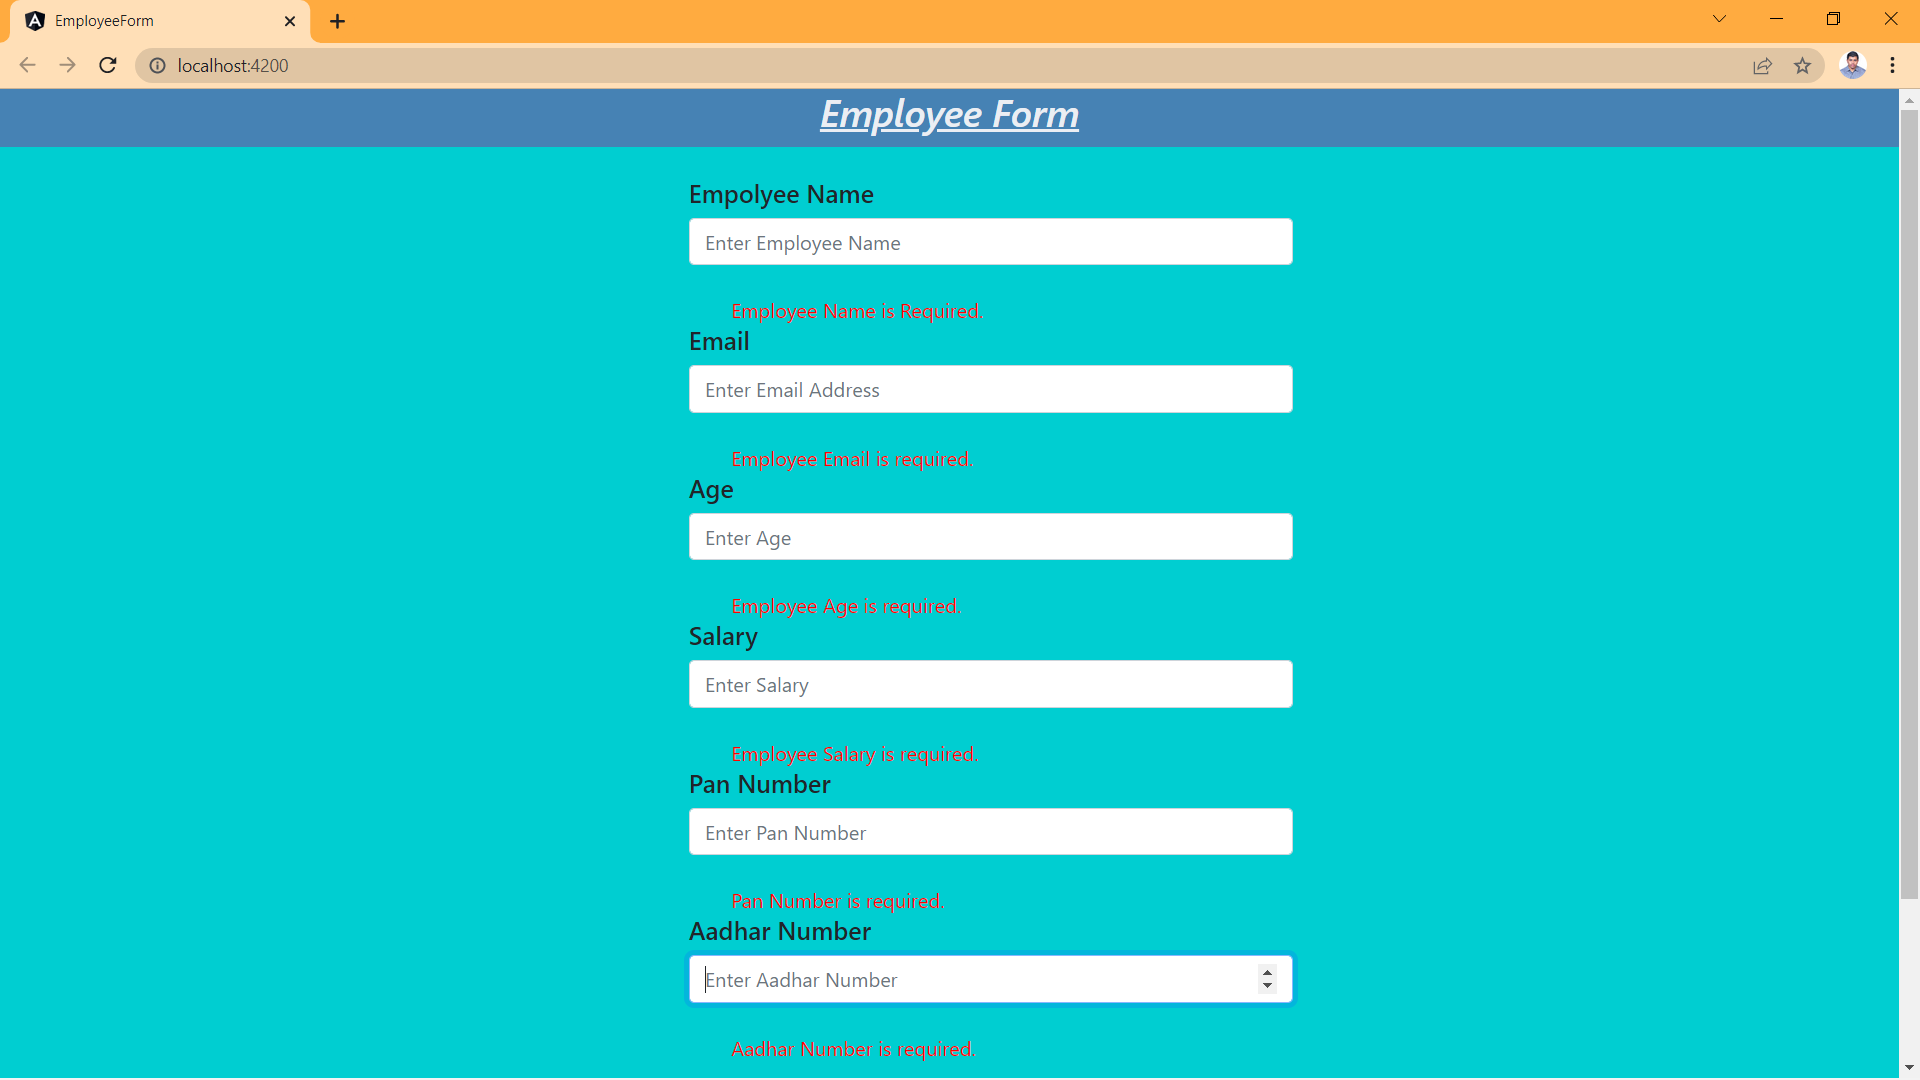 EmployeeForm
localhost:4200
Employee Form
Empolyee Name
Enter Employee Name
Employee Name is Required.
Email
Enter Email Address
Employee Email is required.
Age
Enter Age
Employee Age is required.
Salary
Enter Salary
Employee Salary is required.
Pan Number
Enter Pan Number
Pan Number is required.
Aadhar Number
Enter Aadhar Number
Aadhar Number is required.